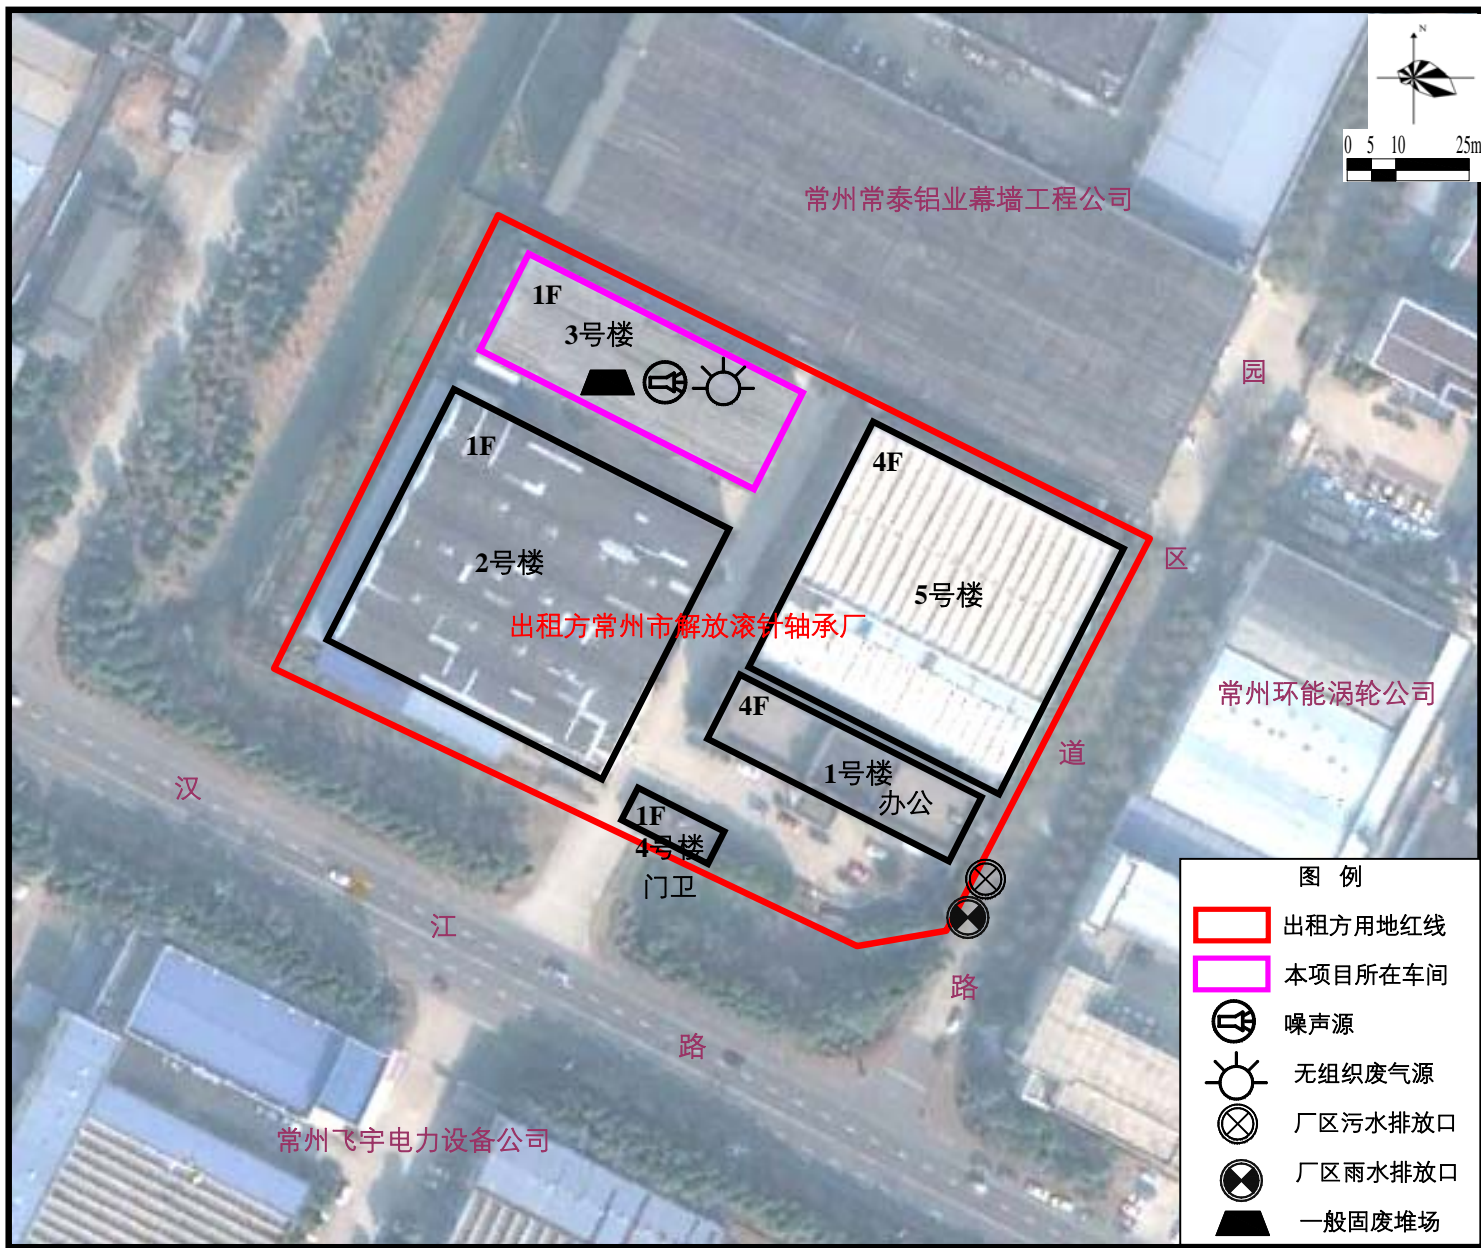 N
0 5 10 25m
常州常泰铝业幕墙工程公司
1F
3号楼
园
1F
4F
2号楼
区
5号楼
出租方常州市解放滚针轴承厂
常州环能涡轮公司
4F
道
1号楼
办公
汉
1F
4号楼
门卫
江
路
路
常州飞宇电力设备公司
图 例
出租方用地红线
本项目所在车间
噪声源
无组织废气源
厂区污水排放口
厂区雨水排放口
一般固废堆场